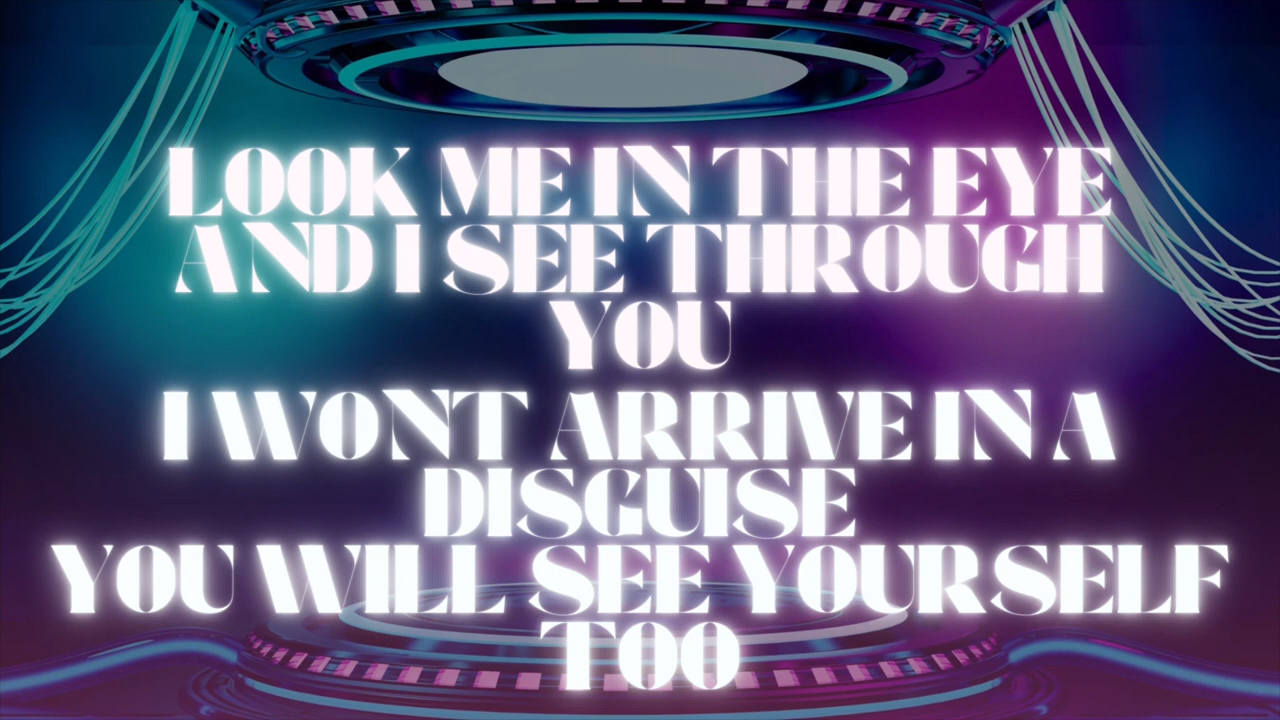 LOOK ME IN THE EYE
AND I SEE THROUGH
YOU
I WONT ARRIVE IN A
DISGUISE
YOU WILL SEE YOURSELF
TOO